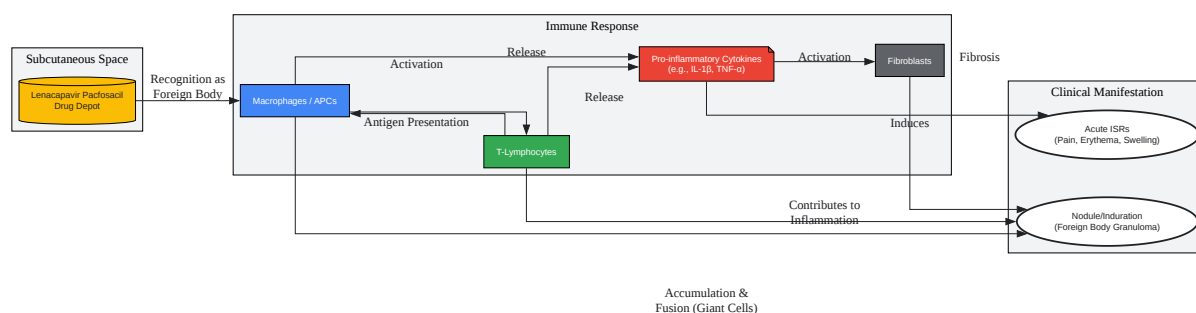 Immune Response
Subcutaneous Space
Lenacapavir Pacfosacil
Drug Depot
Recognition as
Foreign Body
Macrophages / APCs
Activation
Release
Antigen Presentation
T-Lymphocytes
Release
Pro-inflammatory Cytokines
(e.g., IL-1β, TNF-α)
Activation
Fibroblasts
Fibrosis
Induces
Clinical Manifestation
Acute ISRs
(Pain, Erythema, Swelling)
Contributes to
Inflammation
Nodule/Induration
(Foreign Body Granuloma)
Accumulation &
Fusion (Giant Cells)